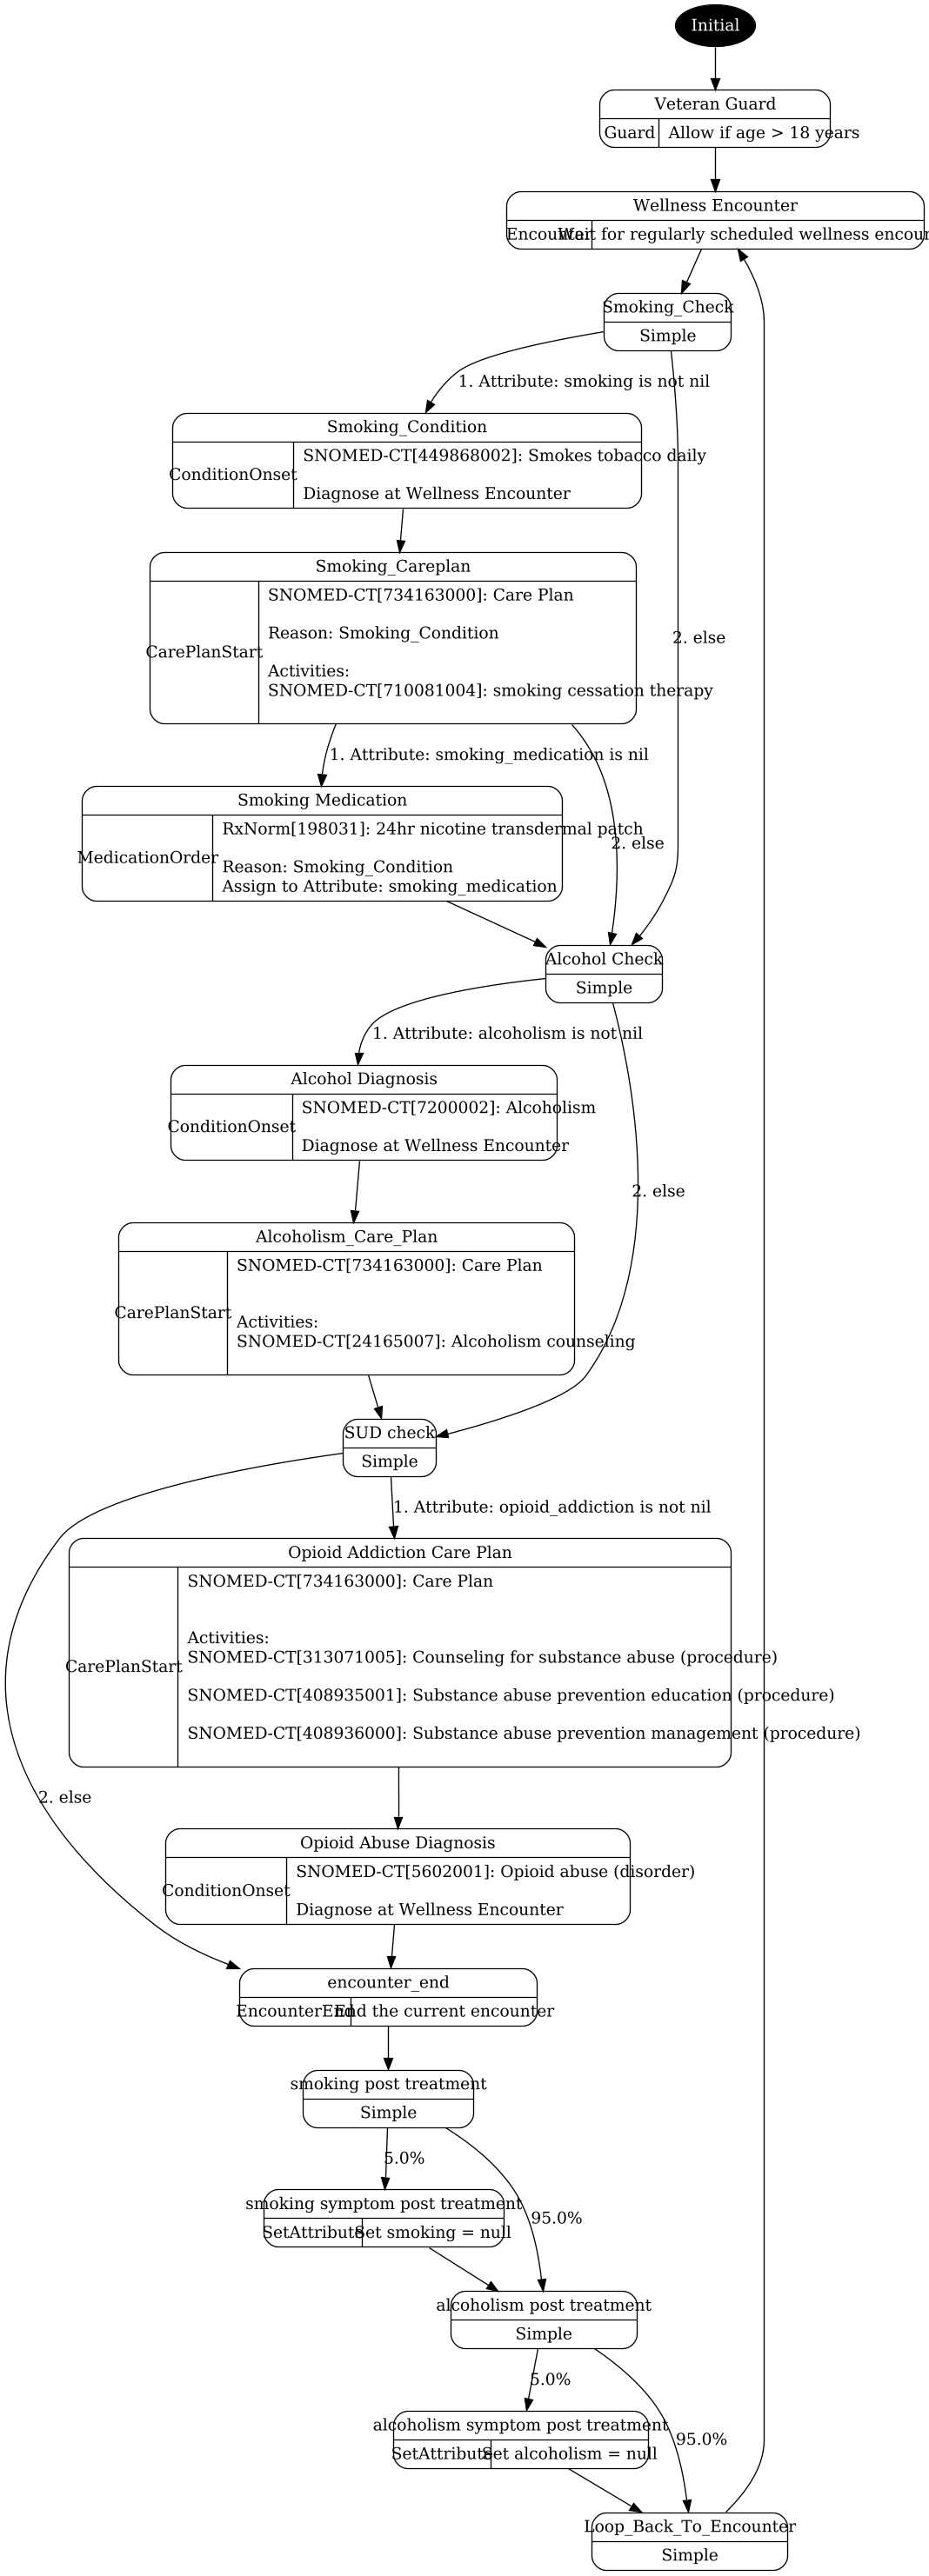 Initial
Veteran Guard
Guard
Allow if age > 18 years
Wellness Encounter
Encounter
Wait for regularly scheduled wellness
Smoking_Check
Simple
1. Attribute: smoking is not nil
Smoking_Condition
SNOMED-CT[449868002]: Smokes tobacco daily
ConditionOnset
Diagnose at Wellness Encounter
Smoking_Careplan
SNOMED-CT[734163000]: Care Plan
Reason: Smoking_Condition
2. else
CarePlanStart
Activities:
SNOMED-CT[710081004]: smoking cessation therapy
1. Attribute: smoking_medication is nil
Smoking Medication
RxNorm[198031]: 24hr nicotine transdermal patch
2. else
MedicationOrder
Reason: Smoking_Condition
Assign to Attribute: smoking_medication
Alcohol Check
Simple
1. Attribute: alcoholism is not nil
Alcohol Diagnosis
SNOMED-CT[7200002]: Alcoholism
ConditionOnset
Diagnose at Wellness Encounter
2. else
Alcoholism_Care_Plan
SNOMED-CT[734163000]: Care Plan
CarePlanStart
Activities:
SNOMED-CT[24165007]: Alcoholism counseling
SUD check
Simple
1. Attribute: opioid_addiction is not nil
Opioid Addiction Care Plan
SNOMED-CT[734163000]: Care Plan
Activities:
SNOMED-CT[313071005]: Counseling for substance abuse (procedure)
CarePlanStart
SNOMED-CT[408935001]: Substance abuse prevention education (procedure)
SNOMED-CT[408936000]: Substance abuse prevention management (procedure)
2. else
Opioid Abuse Diagnosis
SNOMED-CT[5602001]: Opioid abuse (disorder)
ConditionOnset
Diagnose at Wellness Encounter
encounter_end
EncounterEnd
End the current encounter
smoking post treatment
Simple
5.0%
smoking symptom post treatment
95.0%
SetAttribute
Set smoking = null
alcoholism post treatment
Simple
5.0%
alcoholism symptom post treatment
95.0%
SetAttribute
Set alcoholism = null
Loop_Back_To_Encounter
Simple